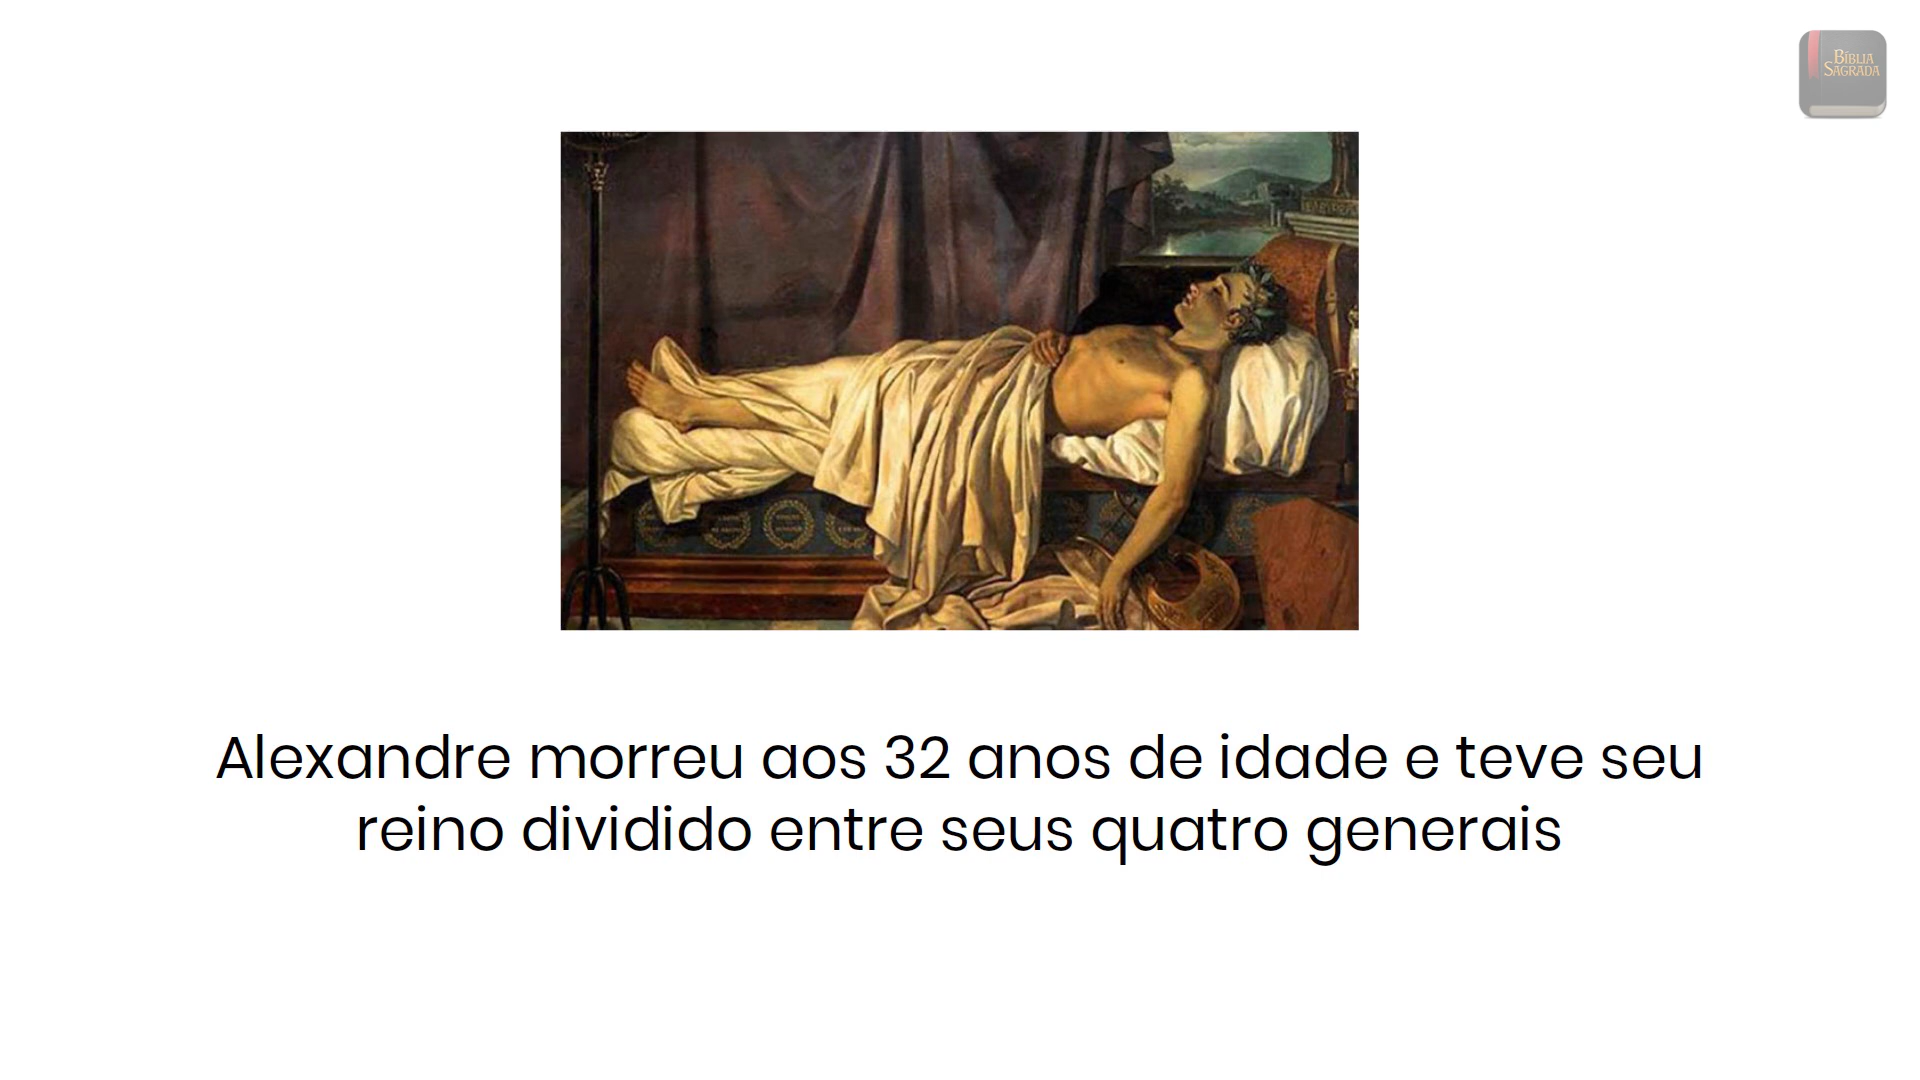 BÍBLIA
SAGRADA
Alexandre morreu aos 32 anos de idade e teve seu
reino dividido entre seus quatro generais